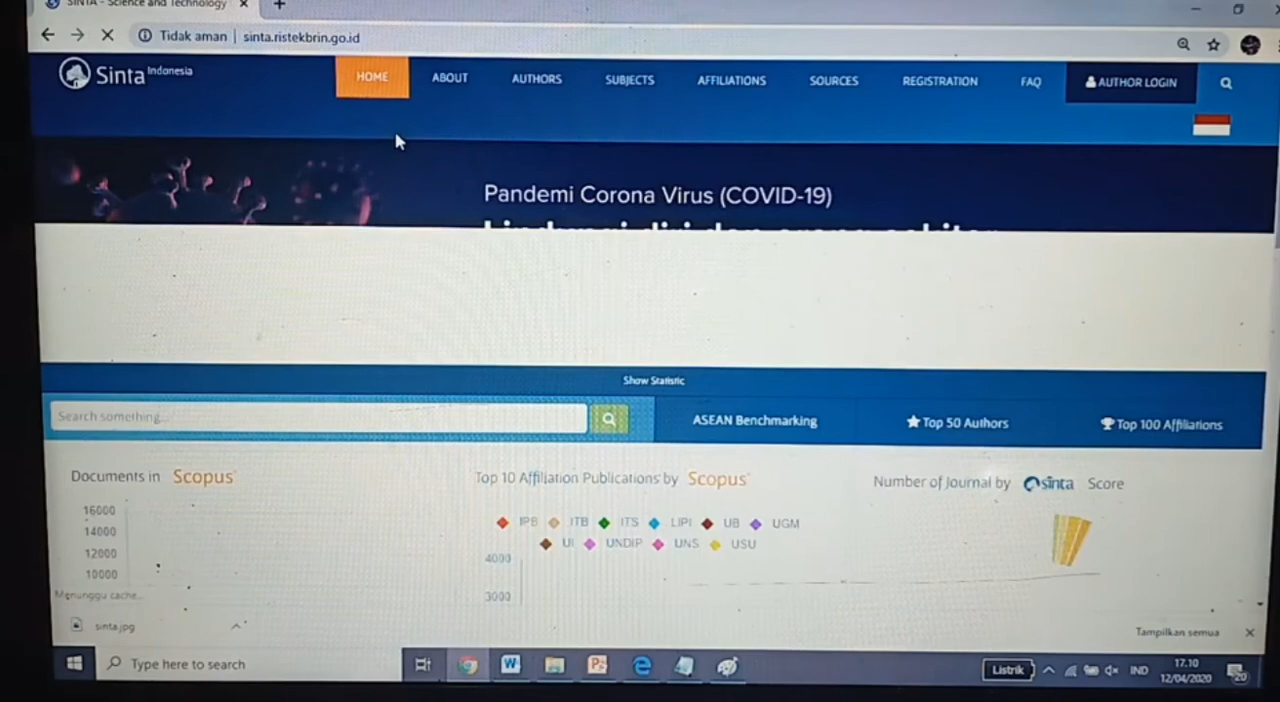 SINTA - Science and Technology
Tidak aman | sinta.ristekbrin.go.id
Sinta Indonesia
HOME ABOUT AUTHORS SUBJECTS AFFILIATIONS SOURCES REGISTRATION FAQ AUTHOR LOGIN
Pandemi Corona Virus (COVID-19)
Show Statistic
Search something...
ASEAN Benchmarking Top 50 Authors Top 100 Affiliations
Documents in Scopus
Top 10 Affiliation Publications by Scopus
Number of Journal by sinta Score
16000
14000
12000
10000
IPB ITB ITS LIPI UB UGM
UI UNDIP UNS USU
4000
3000
Menunggu cache...
sinta.jpg
Tampilkan semua
Type here to search
Listrik
IND
17.10
12/04/2020
20